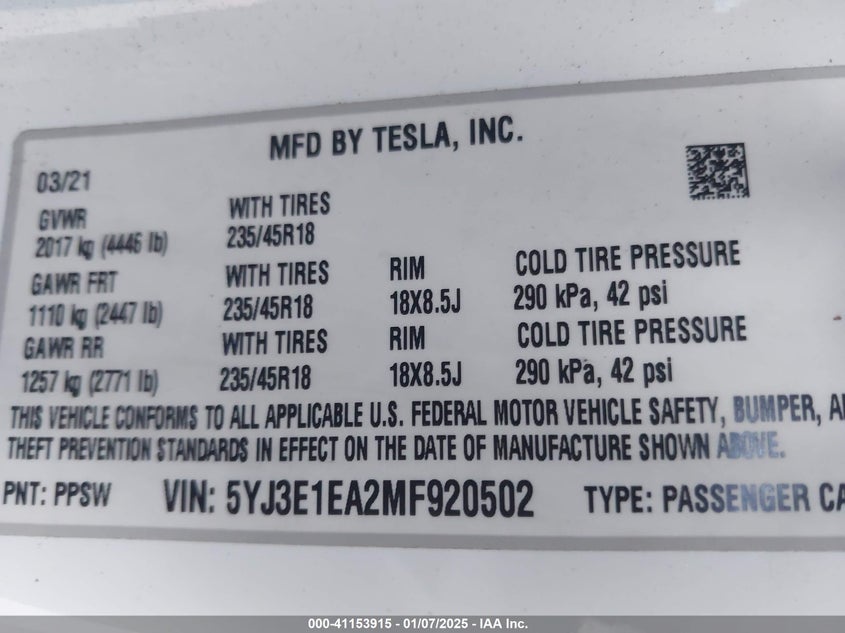 MFD BY TESLA, INC.
03/21
GVWR WITH TIRES
2017 kg (4446 lb) 235/45R18
GAWR FRT WITH TIRES RIM COLD TIRE PRESSURE
1110 kg (2447 lb) 235/45R18 18X8.5J 290 kPa, 42 psi
GAWR RR WITH TIRES RIM COLD TIRE PRESSURE
1257 kg (2771 lb) 235/45R18 18X8.5J 290 kPa, 42 psi
THIS VEHICLE CONFORMS TO ALL APPLICABLE U.S. FEDERAL MOTOR VEHICLE SAFETY, BUMPER, A
THEFT PREVENTION STANDARDS IN EFFECT ON THE DATE OF MANUFACTURE SHOWN ABOVE.
PNT: PPSW VIN: 5YJ3E1EA2MF920502 TYPE: PASSENGER CA
000-41153915 - 01/07/2025 - IAA Inc.